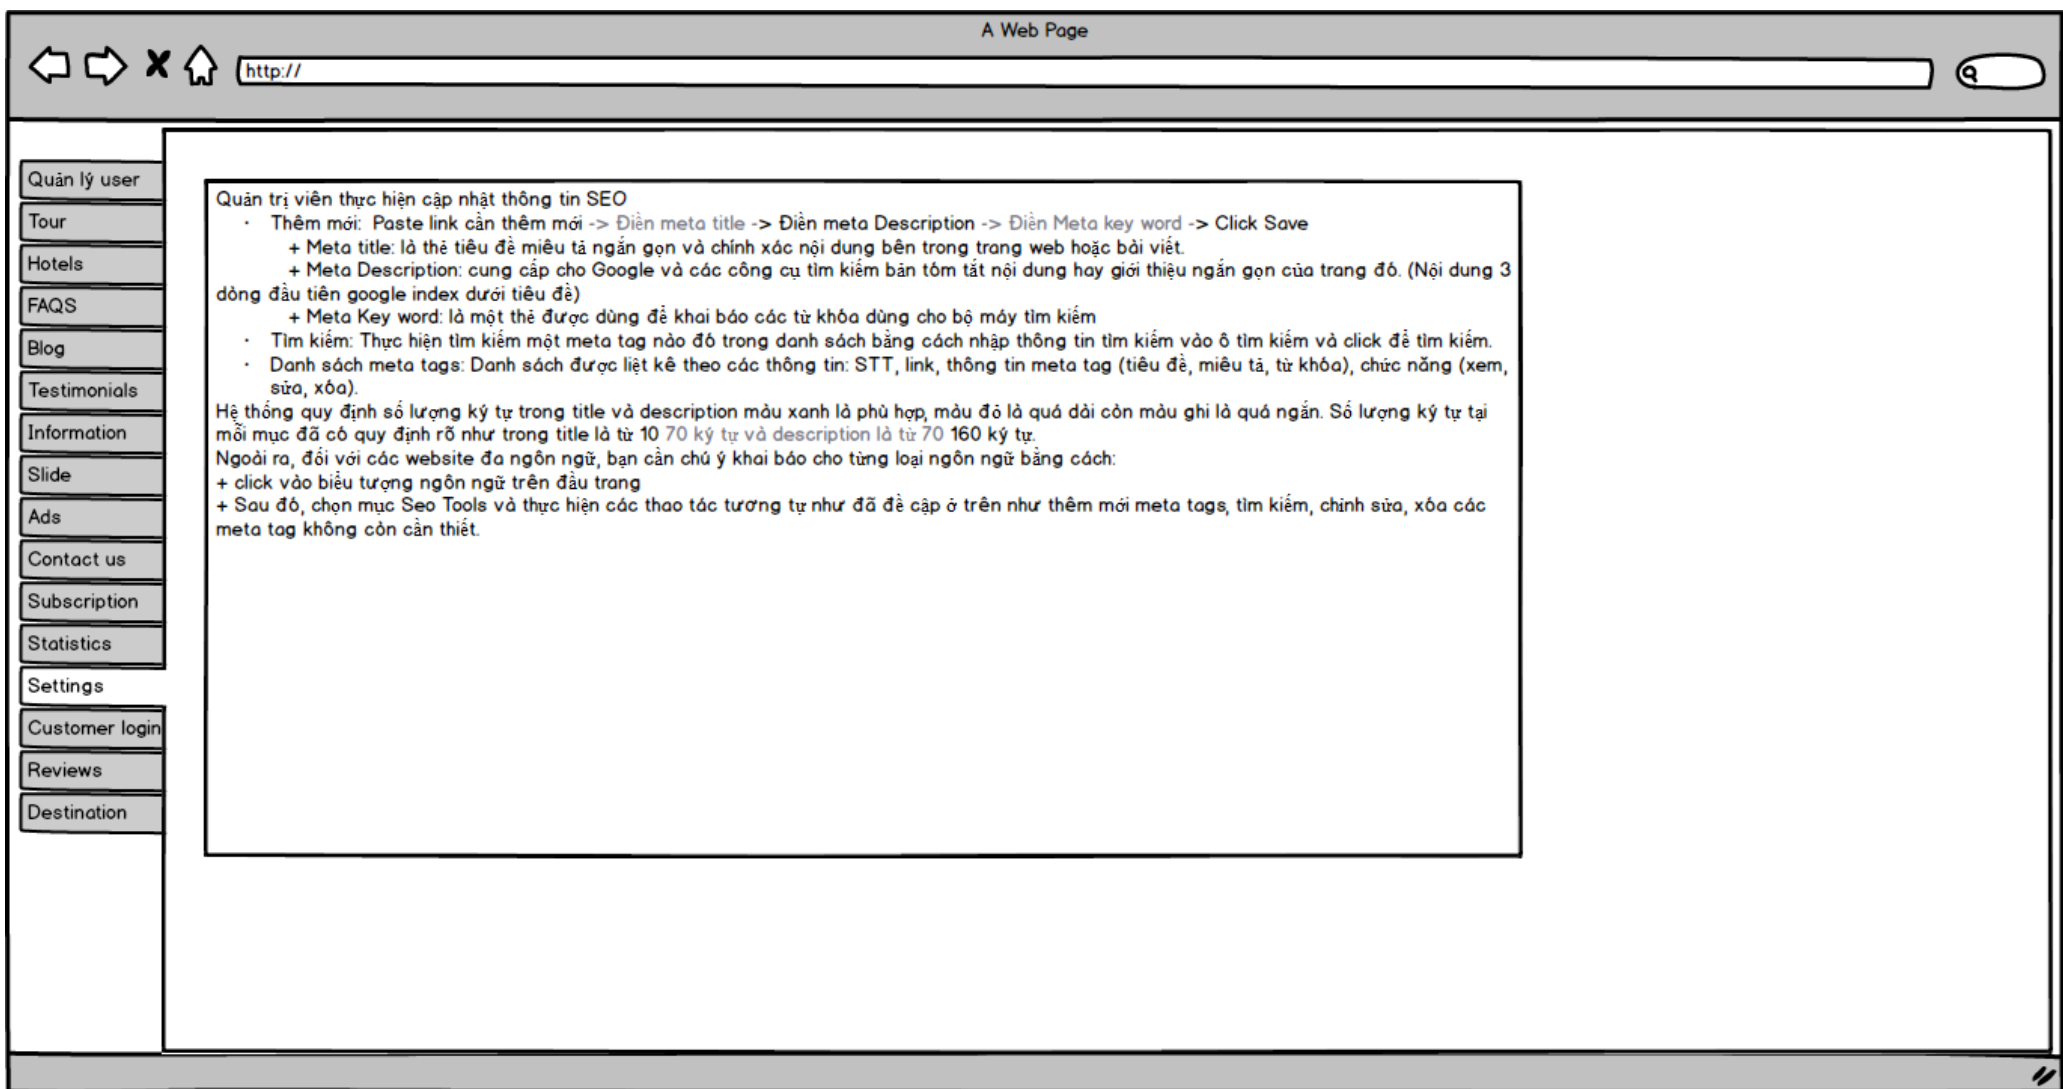 A Web Page
http://
Quản lý user
Tour
Hotels
FAQS
Blog
Testimonials
Information
Slide
Ads
Contact us
Subscription
Statistics
Settings
Customer login
Reviews
Destination
Quản trị viên thực hiện cập nhật thông tin SEO
· Thêm mới: Paste link cần thêm mới -> Điền meta title -> Điền meta Description -> Điền Meta key word -> Click Save
+ Meta title: là thẻ tiêu đề miêu tả ngắn gọn và chính xác nội dung bên trong trang web hoặc bài viết.
+ Meta Description: cung cấp cho Google và các công cụ tìm kiếm bản tóm tắt nội dung hay giới thiệu ngắn gọn của trang đó. (Nội dung 3
dòng đầu tiên google index dưới tiêu đề)
+ Meta Key word: là một thẻ được dùng để khai báo các từ khóa dùng cho bộ máy tìm kiếm
· Tìm kiếm: Thực hiện tìm kiếm một meta tag nào đó trong danh sách bằng cách nhập thông tin tìm kiếm vào ô tìm kiếm và click để tìm kiếm.
· Danh sách meta tags: Danh sách được liệt kê theo các thông tin: STT, link, thông tin meta tag (tiêu đề, miêu tả, từ khóa), chức năng (xem,
sửa, xóa).
Hệ thống quy định số lượng ký tự trong title và description màu xanh là phù hợp, màu đỏ là quá dài còn màu ghi là quá ngắn. Số lượng ký tự tại
mỗi mục đã có quy định rõ như trong title là từ 10 70 ký tự và description là từ 70 160 ký tự.
Ngoài ra, đối với các website đa ngôn ngữ, bạn cần chú ý khai báo cho từng loại ngôn ngữ bằng cách:
+ click vào biểu tượng ngôn ngữ trên đầu trang
+ Sau đó, chọn mục Seo Tools và thực hiện các thao tác tương tự như đã đề cập ở trên như thêm mới meta tags, tìm kiếm, chỉnh sửa, xóa các
meta tag không còn cần thiết.